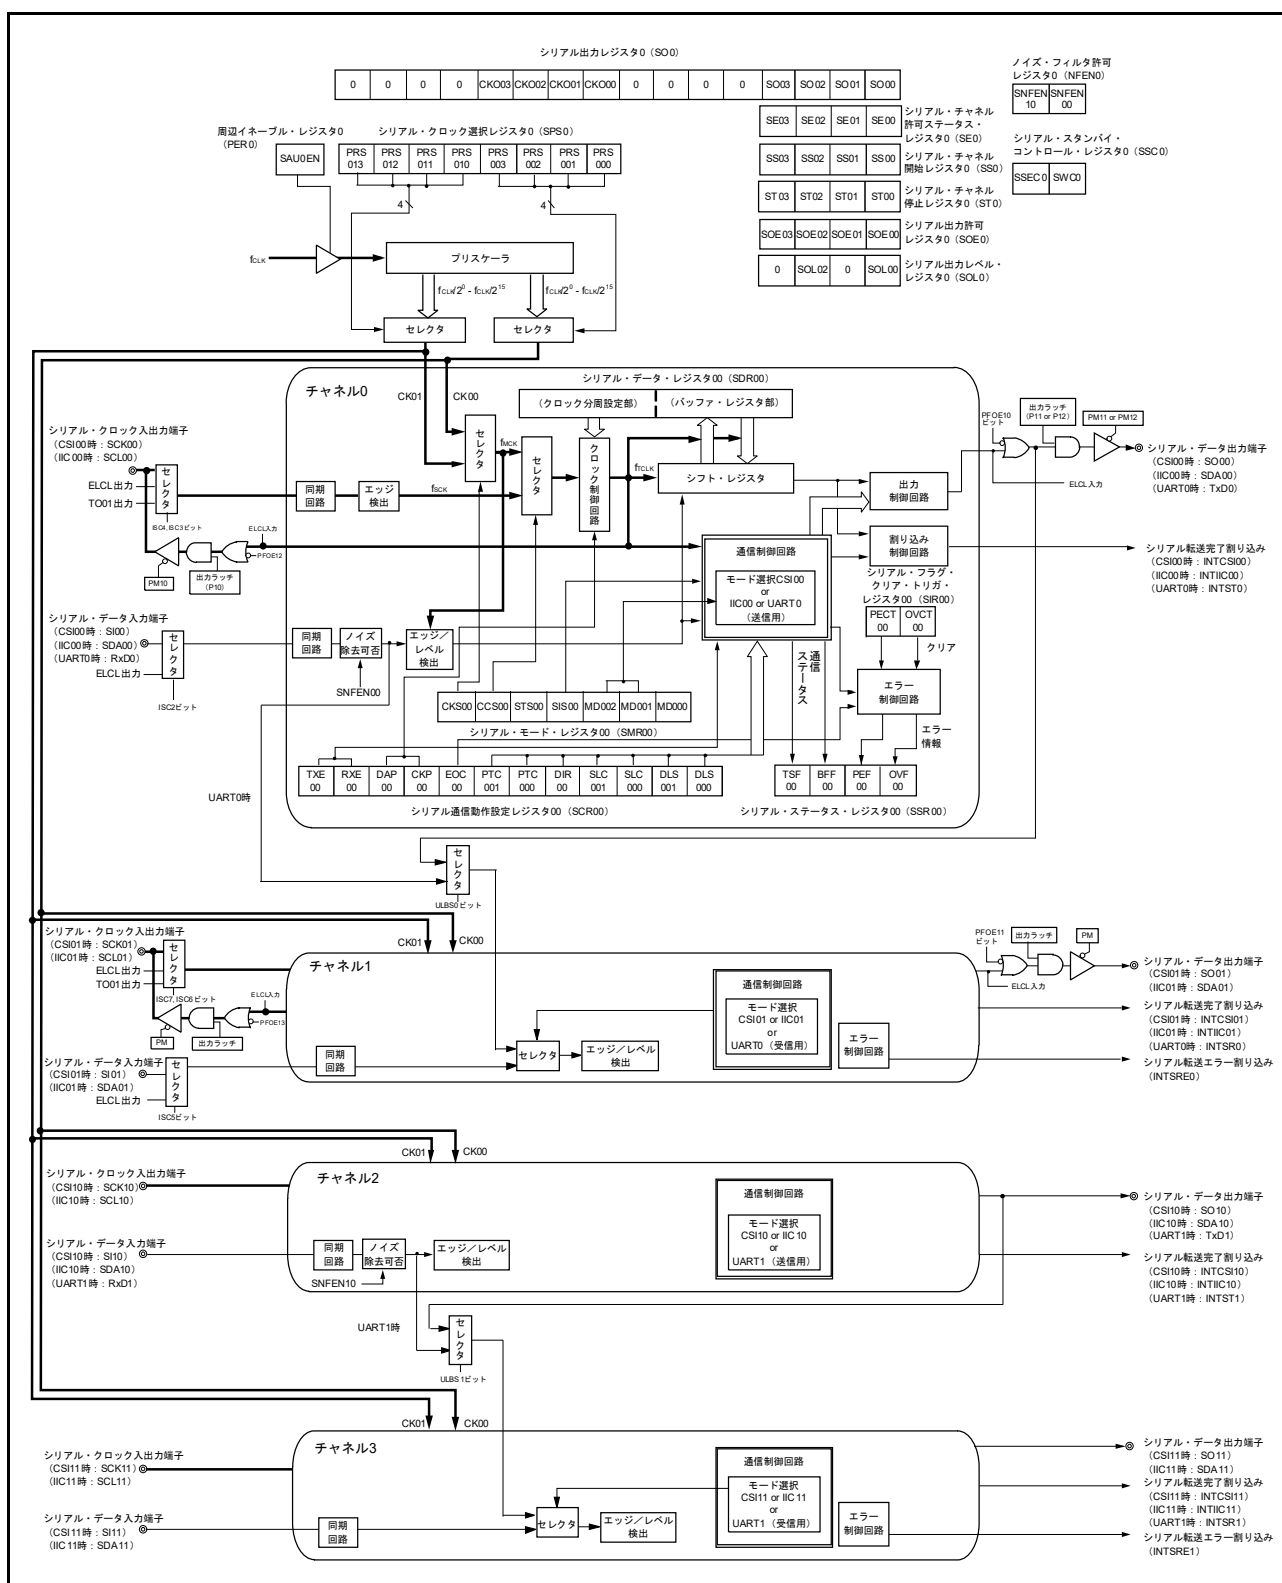 シリアル出力レジスタ0（SO0）
0 0 0 0 CKO03 CKO02 CKO01 CKO00 0 0 0 0 SO03 SO02 SO01 SO00
ノイズ・フィルタ許可
レジスタ0（NFEN0）
SNFEN 10 SNFEN 00
SE03 SE02 SE01 SE00
シリアル・チャネル
許可ステータス・
レジスタ0（SE0）
シリアル・スタンバイ・
コントロール・レジスタ0（SSC0）
SSEC0 SWC0
SS03 SS02 SS01 SS00
シリアル・チャネル
開始レジスタ0（SS0）
ST03 ST02 ST01 ST00
シリアル・チャネル
停止レジスタ0（ST0）
SOE03 SOE02 SOE01 SOE00
シリアル出力許可
レジスタ0（SOE0）
0 SOL02 0 SOL00
シリアル出力レベル・
レジスタ0（SOL0）
周辺イネーブル・レジスタ0
（PER0）
SAU0EN
シリアル・クロック選択レジスタ0（SPS0）
PRS 013 PRS 012 PRS 011 PRS 010 PRS 003 PRS 002 PRS 001 PRS 000
4
4
fCLK
プリスケーラ
fCLK/2⁰ - fCLK/2¹⁵
fCLK/2⁰ - fCLK/2¹⁵
セレクタ
セレクタ
チャネル0
CK01
CK00
シリアル・データ・レジスタ00（SDR00）
（クロック分周設定部）
（バッファ・レジスタ部）
シリアル・クロック入出力端子
（CSI00時：SCK00）
（IIC00時：SCL00）
ELCL出力
TO01出力
セレクタ
ISC4, ISC3ビット
同期
回路
エッジ
検出
fSCK
セレクタ
fMCK
セレクタ
クロック制御回路
fTCLK
シフト・レジスタ
出力
制御回路
PFOE10
ビット
出力ラッチ
（P11 or P12）
PM11 or PM12
ELCL入力
シリアル・データ出力端子
（CSI00時：SO00）
（IIC00時：SDA00）
（UART0時：TxD0）
ELCL入力
PFOE12
PM10
出力ラッチ
（P10）
通信制御回路
モード選択CSI00
or
IIC00 or UART0
（送信用）
割り込み
制御回路
シリアル転送完了割り込み
（CSI00時：INTCSI00）
（IIC00時：INTIIC00）
（UART0時：INTST0）
シリアル・フラグ・
クリア・トリガ・
レジスタ00（SIR00）
PECT 00 OVCT 00
クリア
シリアル・データ入力端子
（CSI00時：SI00）
（IIC00時：SDA00）
（UART0時：RxD0）
ELCL出力
セレクタ
ISC2ビット
同期
回路
ノイズ
除去可否
SNFEN00
エッジ／
レベル
検出
通信
ステータス
エラー
制御回路
エラー
情報
CKS00 CCS00 STS00 SIS00 MD002 MD001 MD000
シリアル・モード・レジスタ00（SMR00）
TXE 00 RXE 00 DAP 00 CKP 00 EOC 00 PTC 001 PTC 000 DIR 00 SLC 001 SLC 000 DLS 001 DLS 000
シリアル通信動作設定レジスタ00（SCR00）
TSF 00 BFF 00 PEF 00 OVF 00
シリアル・ステータス・レジスタ00（SSR00）
UART0時
セレクタ
ULBS0ビット
CK01
CK00
チャネル1
シリアル・クロック入出力端子
（CSI01時：SCK01）
（IIC01時：SCL01）
ELCL出力
TO01出力
セレクタ
ISC7, ISC6ビット
ELCL入力
PFOE13
PM
出力ラッチ
シリアル・データ入力端子
（CSI01時：SI01）
（IIC01時：SDA01）
ELCL出力
セレクタ
ISC5ビット
同期
回路
セレクタ
エッジ／レベル
検出
通信制御回路
モード選択
CSI01 or IIC01
or
UART0（受信用）
エラー
制御回路
PFOE11
ビット
出力ラッチ
PM
ELCL入力
シリアル・データ出力端子
（CSI01時：SO01）
（IIC01時：SDA01）
シリアル転送完了割り込み
（CSI01時：INTCSI01）
（IIC01時：INTIIC01）
（UART0時：INTSR0）
シリアル転送エラー割り込み
（INTSRE0）
CK01
CK00
チャネル2
シリアル・クロック入出力端子
（CSI10時：SCK10）
（IIC10時：SCL10）
シリアル・データ入力端子
（CSI10時：SI10）
（IIC10時：SDA10）
（UART1時：RxD1）
同期
回路
ノイズ
除去可否
SNFEN10
エッジ／レベル
検出
通信制御回路
モード選択
CSI10 or IIC10
or
UART1（送信用）
シリアル・データ出力端子
（CSI10時：SO10）
（IIC10時：SDA10）
（UART1時：TxD1）
シリアル転送完了割り込み
（CSI10時：INTCSI10）
（IIC10時：INTIIC10）
（UART1時：INTST1）
UART1時
セレクタ
ULBS1ビット
CK01
CK00
チャネル3
シリアル・クロック入出力端子
（CSI11時：SCK11）
（IIC11時：SCL11）
シリアル・データ入力端子
（CSI11時：SI11）
（IIC11時：SDA11）
同期
回路
セレクタ
エッジ／レベル
検出
通信制御回路
モード選択
CSI11 or IIC11
or
UART1（受信用）
エラー
制御回路
シリアル・データ出力端子
（CSI11時：SO11）
（IIC11時：SDA11）
シリアル転送完了割り込み
（CSI11時：INTCSI11）
（IIC11時：INTIIC11）
（UART1時：INTSR1）
シリアル転送エラー割り込み
（INTSRE1）